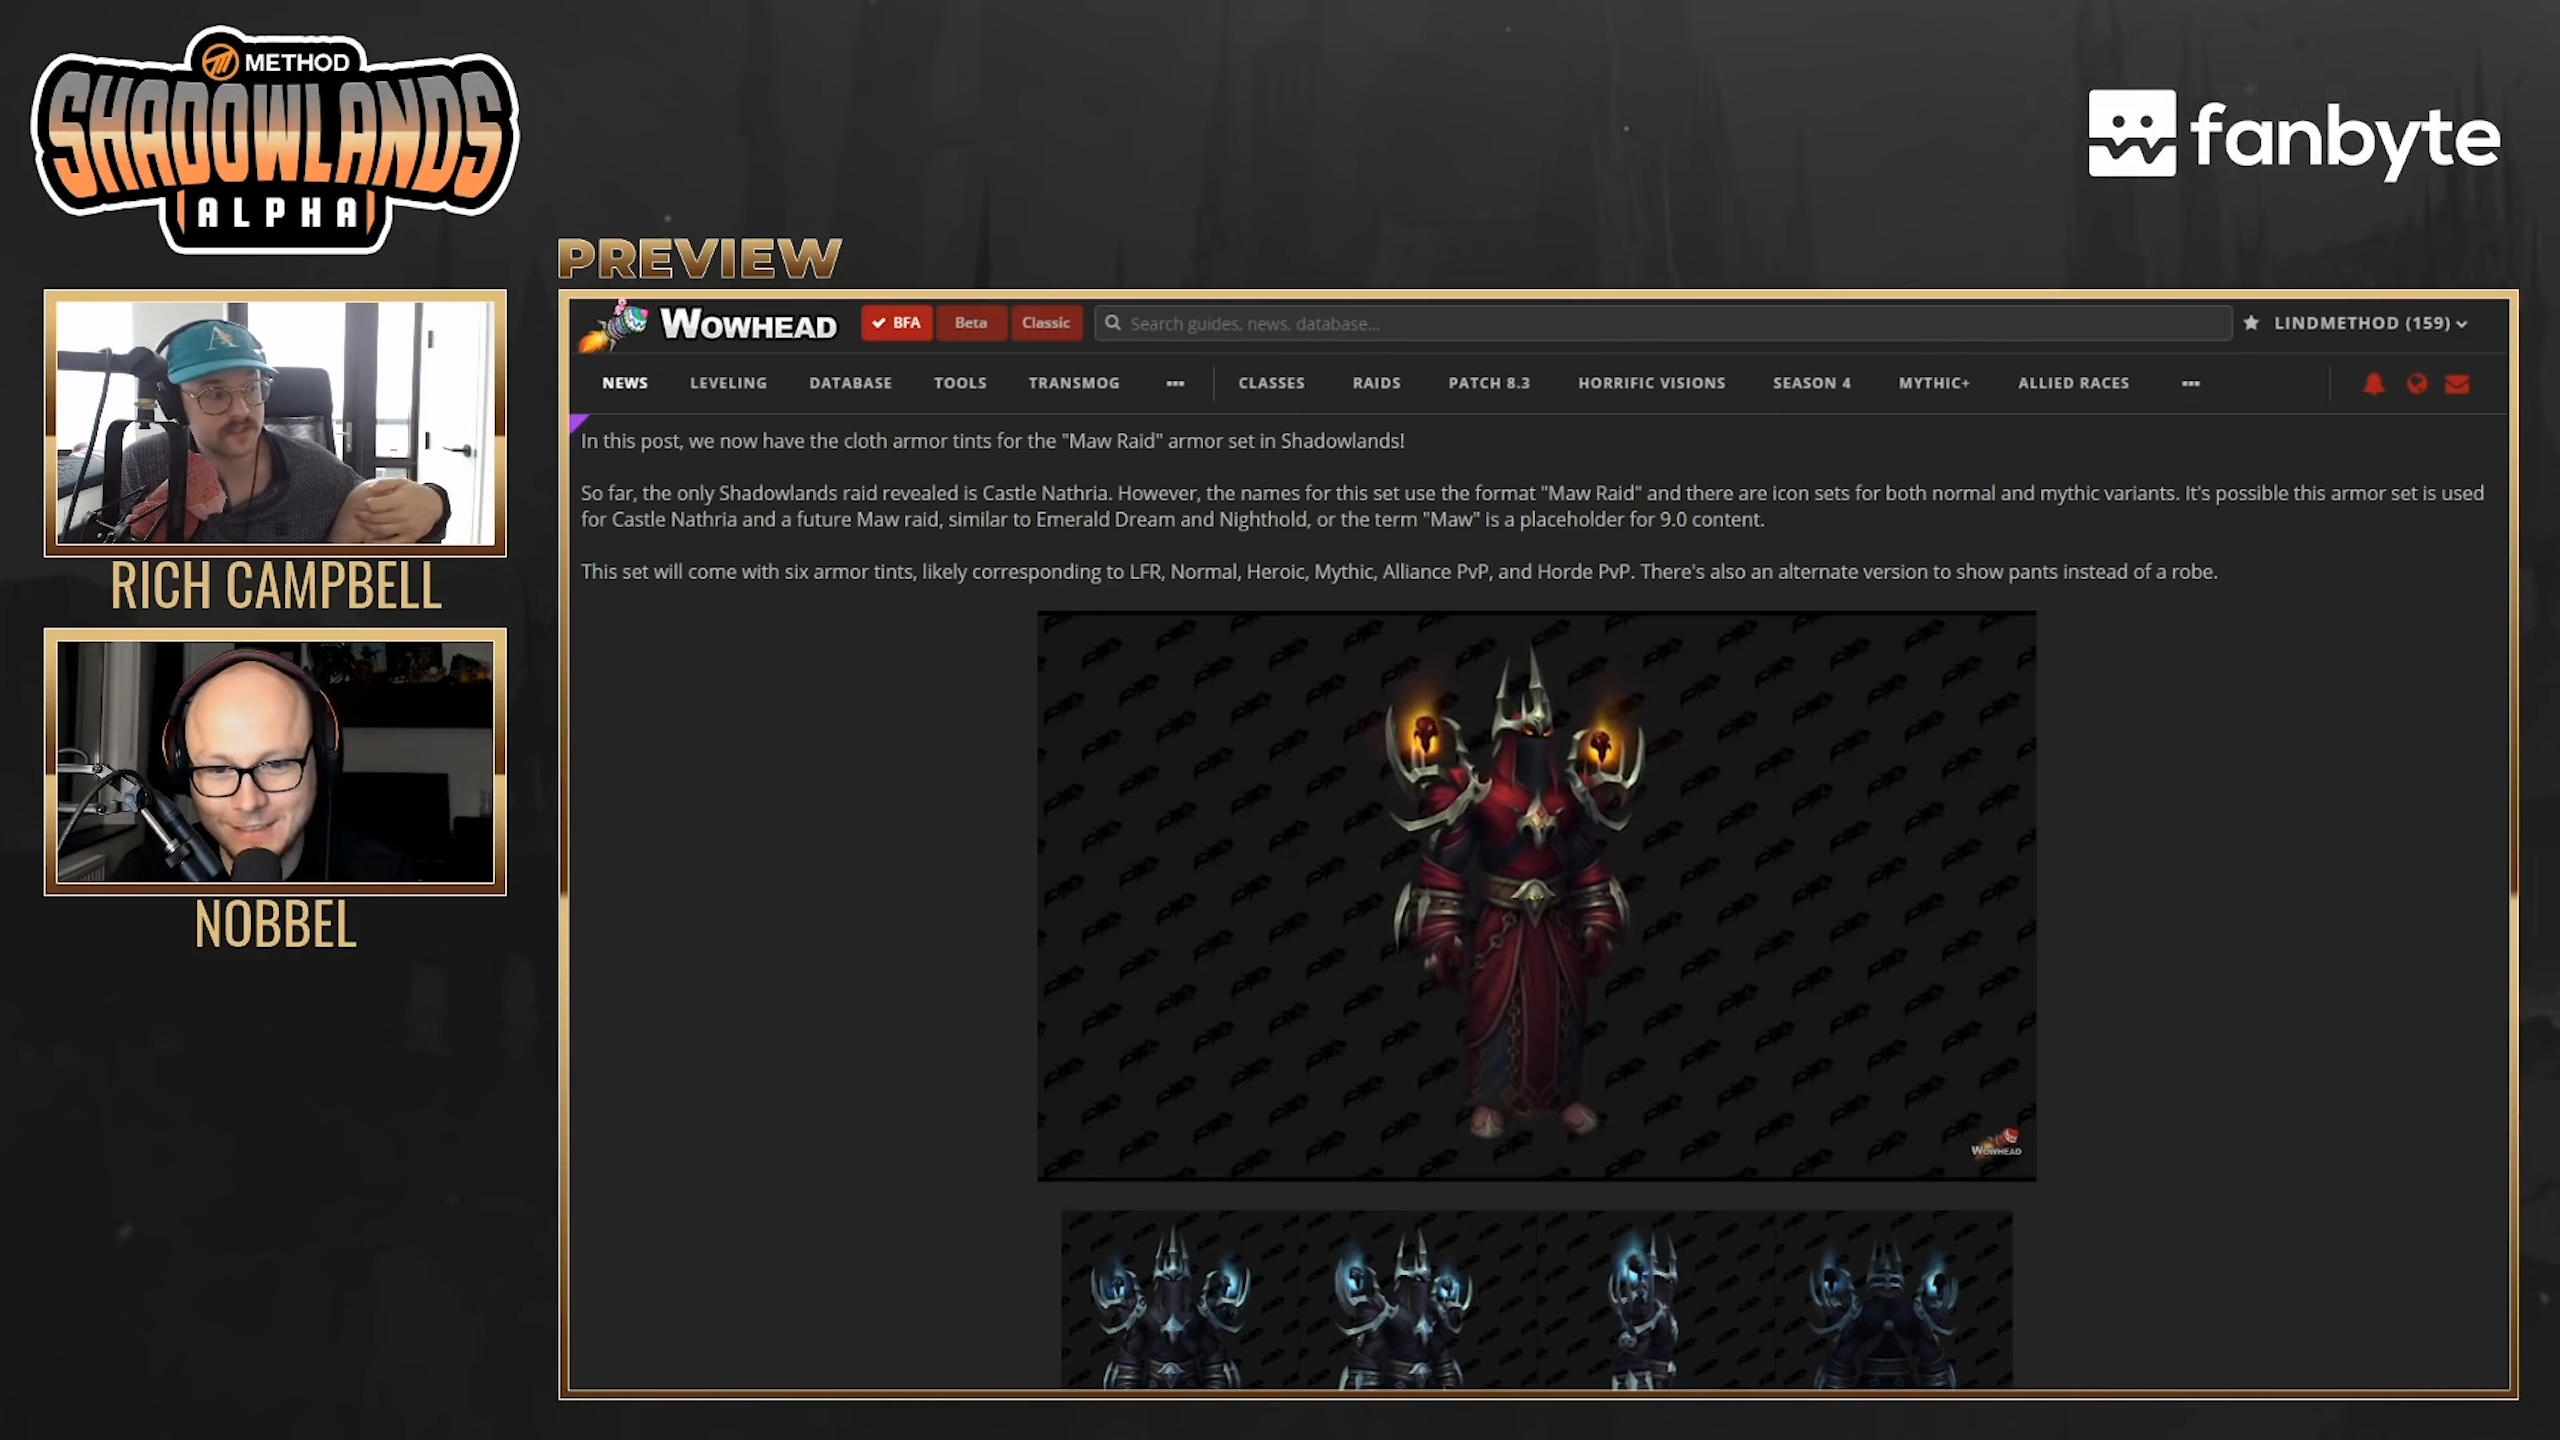 METHOD
SHADOWLANDS
ALPHA
fanbyte
PREVIEW
RICH CAMPBELL
NOBBEL
WOWHEAD
BFA Beta Classic Search guides, news, database... LINDMETHOD (159)
NEWS LEVELING DATABASE TOOLS TRANSMOG ... CLASSES RAIDS PATCH 8.3 HORRIFIC VISIONS SEASON 4 MYTHIC+ ALLIED RACES ...
In this post, we now have the cloth armor tints for the "Maw Raid" armor set in Shadowlands!
So far, the only Shadowlands raid revealed is Castle Nathria. However, the names for this set use the format "Maw Raid" and there are icon sets for both normal and mythic variants. It's possible this armor set is used
for Castle Nathria and a future Maw raid, similar to Emerald Dream and Nighthold, or the term "Maw" is a placeholder for 9.0 content.
This set will come with six armor tints, likely corresponding to LFR, Normal, Heroic, Mythic, Alliance PvP, and Horde PvP. There's also an alternate version to show pants instead of a robe.
WOWHEAD